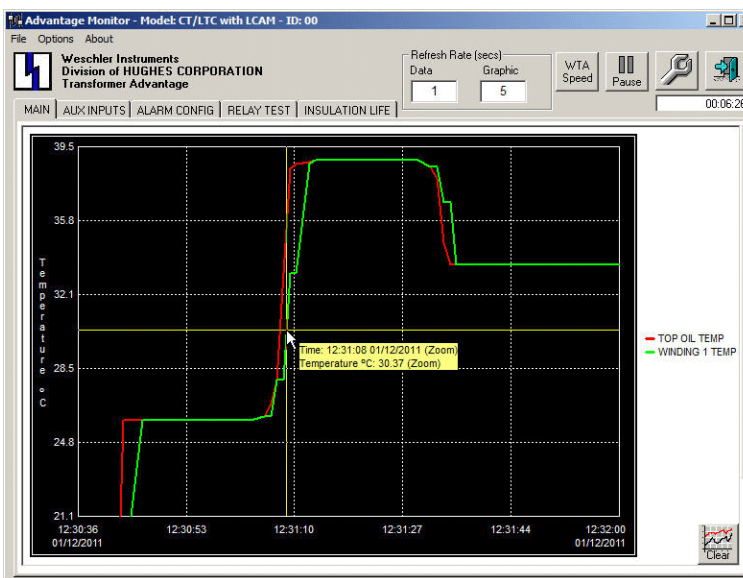 Advantage Monitor - Model: CT/LTC with LCAM - ID: 00
File Options About
Weschler Instruments
Division of HUGHES CORPORATION
Transformer Advantage
Refresh Rate (secs)
Data Graphic
1 5
WTA
Speed
Pause
00:06:26
MAIN AUX INPUTS ALARM CONFIG RELAY TEST INSULATION LIFE
39.5
35.8
32.1
28.5
24.8
21.1
Temperature °C
Time: 12:31:08 01/12/2011 (Zoom)
Temperature ºC: 30.37 (Zoom)
TOP OIL TEMP
WINDING 1 TEMP
12:30:36 12:30:53 12:31:10 12:31:27 12:31:44 12:32:00
01/12/2011 01/12/2011
Clear